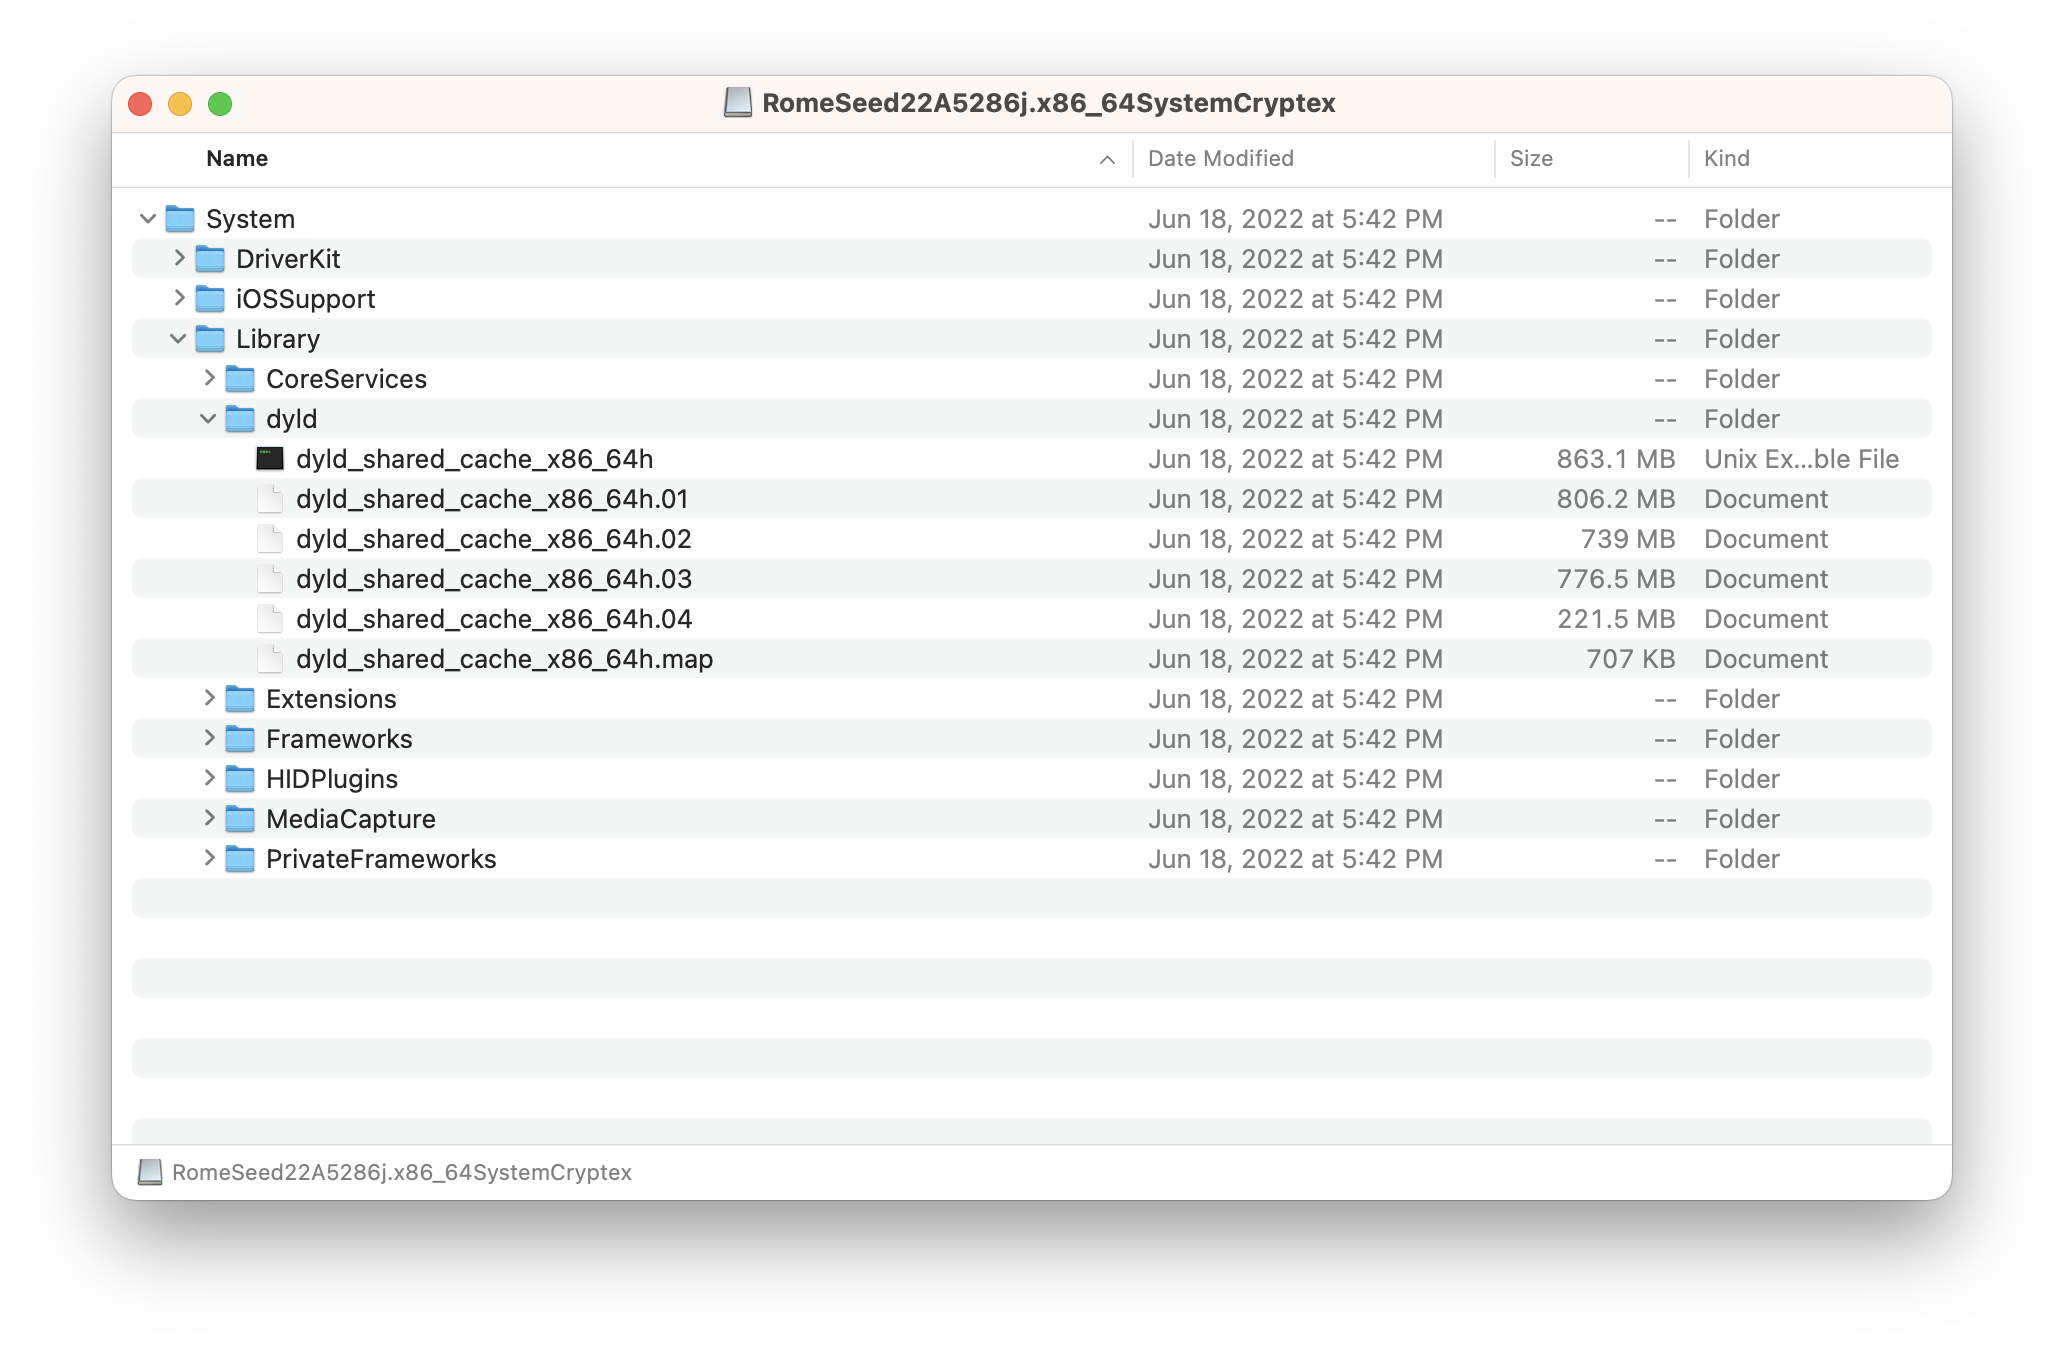 RomeSeed22A5286j.x86_64SystemCryptex
Name Date Modified Size Kind
System Jun 18, 2022 at 5:42 PM -- Folder
DriverKit Jun 18, 2022 at 5:42 PM -- Folder
iOSSupport Jun 18, 2022 at 5:42 PM -- Folder
Library Jun 18, 2022 at 5:42 PM -- Folder
CoreServices Jun 18, 2022 at 5:42 PM -- Folder
dyld Jun 18, 2022 at 5:42 PM -- Folder
dyld_shared_cache_x86_64h Jun 18, 2022 at 5:42 PM 863.1 MB Unix Ex...ble File
dyld_shared_cache_x86_64h.01 Jun 18, 2022 at 5:42 PM 806.2 MB Document
dyld_shared_cache_x86_64h.02 Jun 18, 2022 at 5:42 PM 739 MB Document
dyld_shared_cache_x86_64h.03 Jun 18, 2022 at 5:42 PM 776.5 MB Document
dyld_shared_cache_x86_64h.04 Jun 18, 2022 at 5:42 PM 221.5 MB Document
dyld_shared_cache_x86_64h.map Jun 18, 2022 at 5:42 PM 707 KB Document
Extensions Jun 18, 2022 at 5:42 PM -- Folder
Frameworks Jun 18, 2022 at 5:42 PM -- Folder
HIDPlugins Jun 18, 2022 at 5:42 PM -- Folder
MediaCapture Jun 18, 2022 at 5:42 PM -- Folder
PrivateFrameworks Jun 18, 2022 at 5:42 PM -- Folder
RomeSeed22A5286j.x86_64SystemCryptex